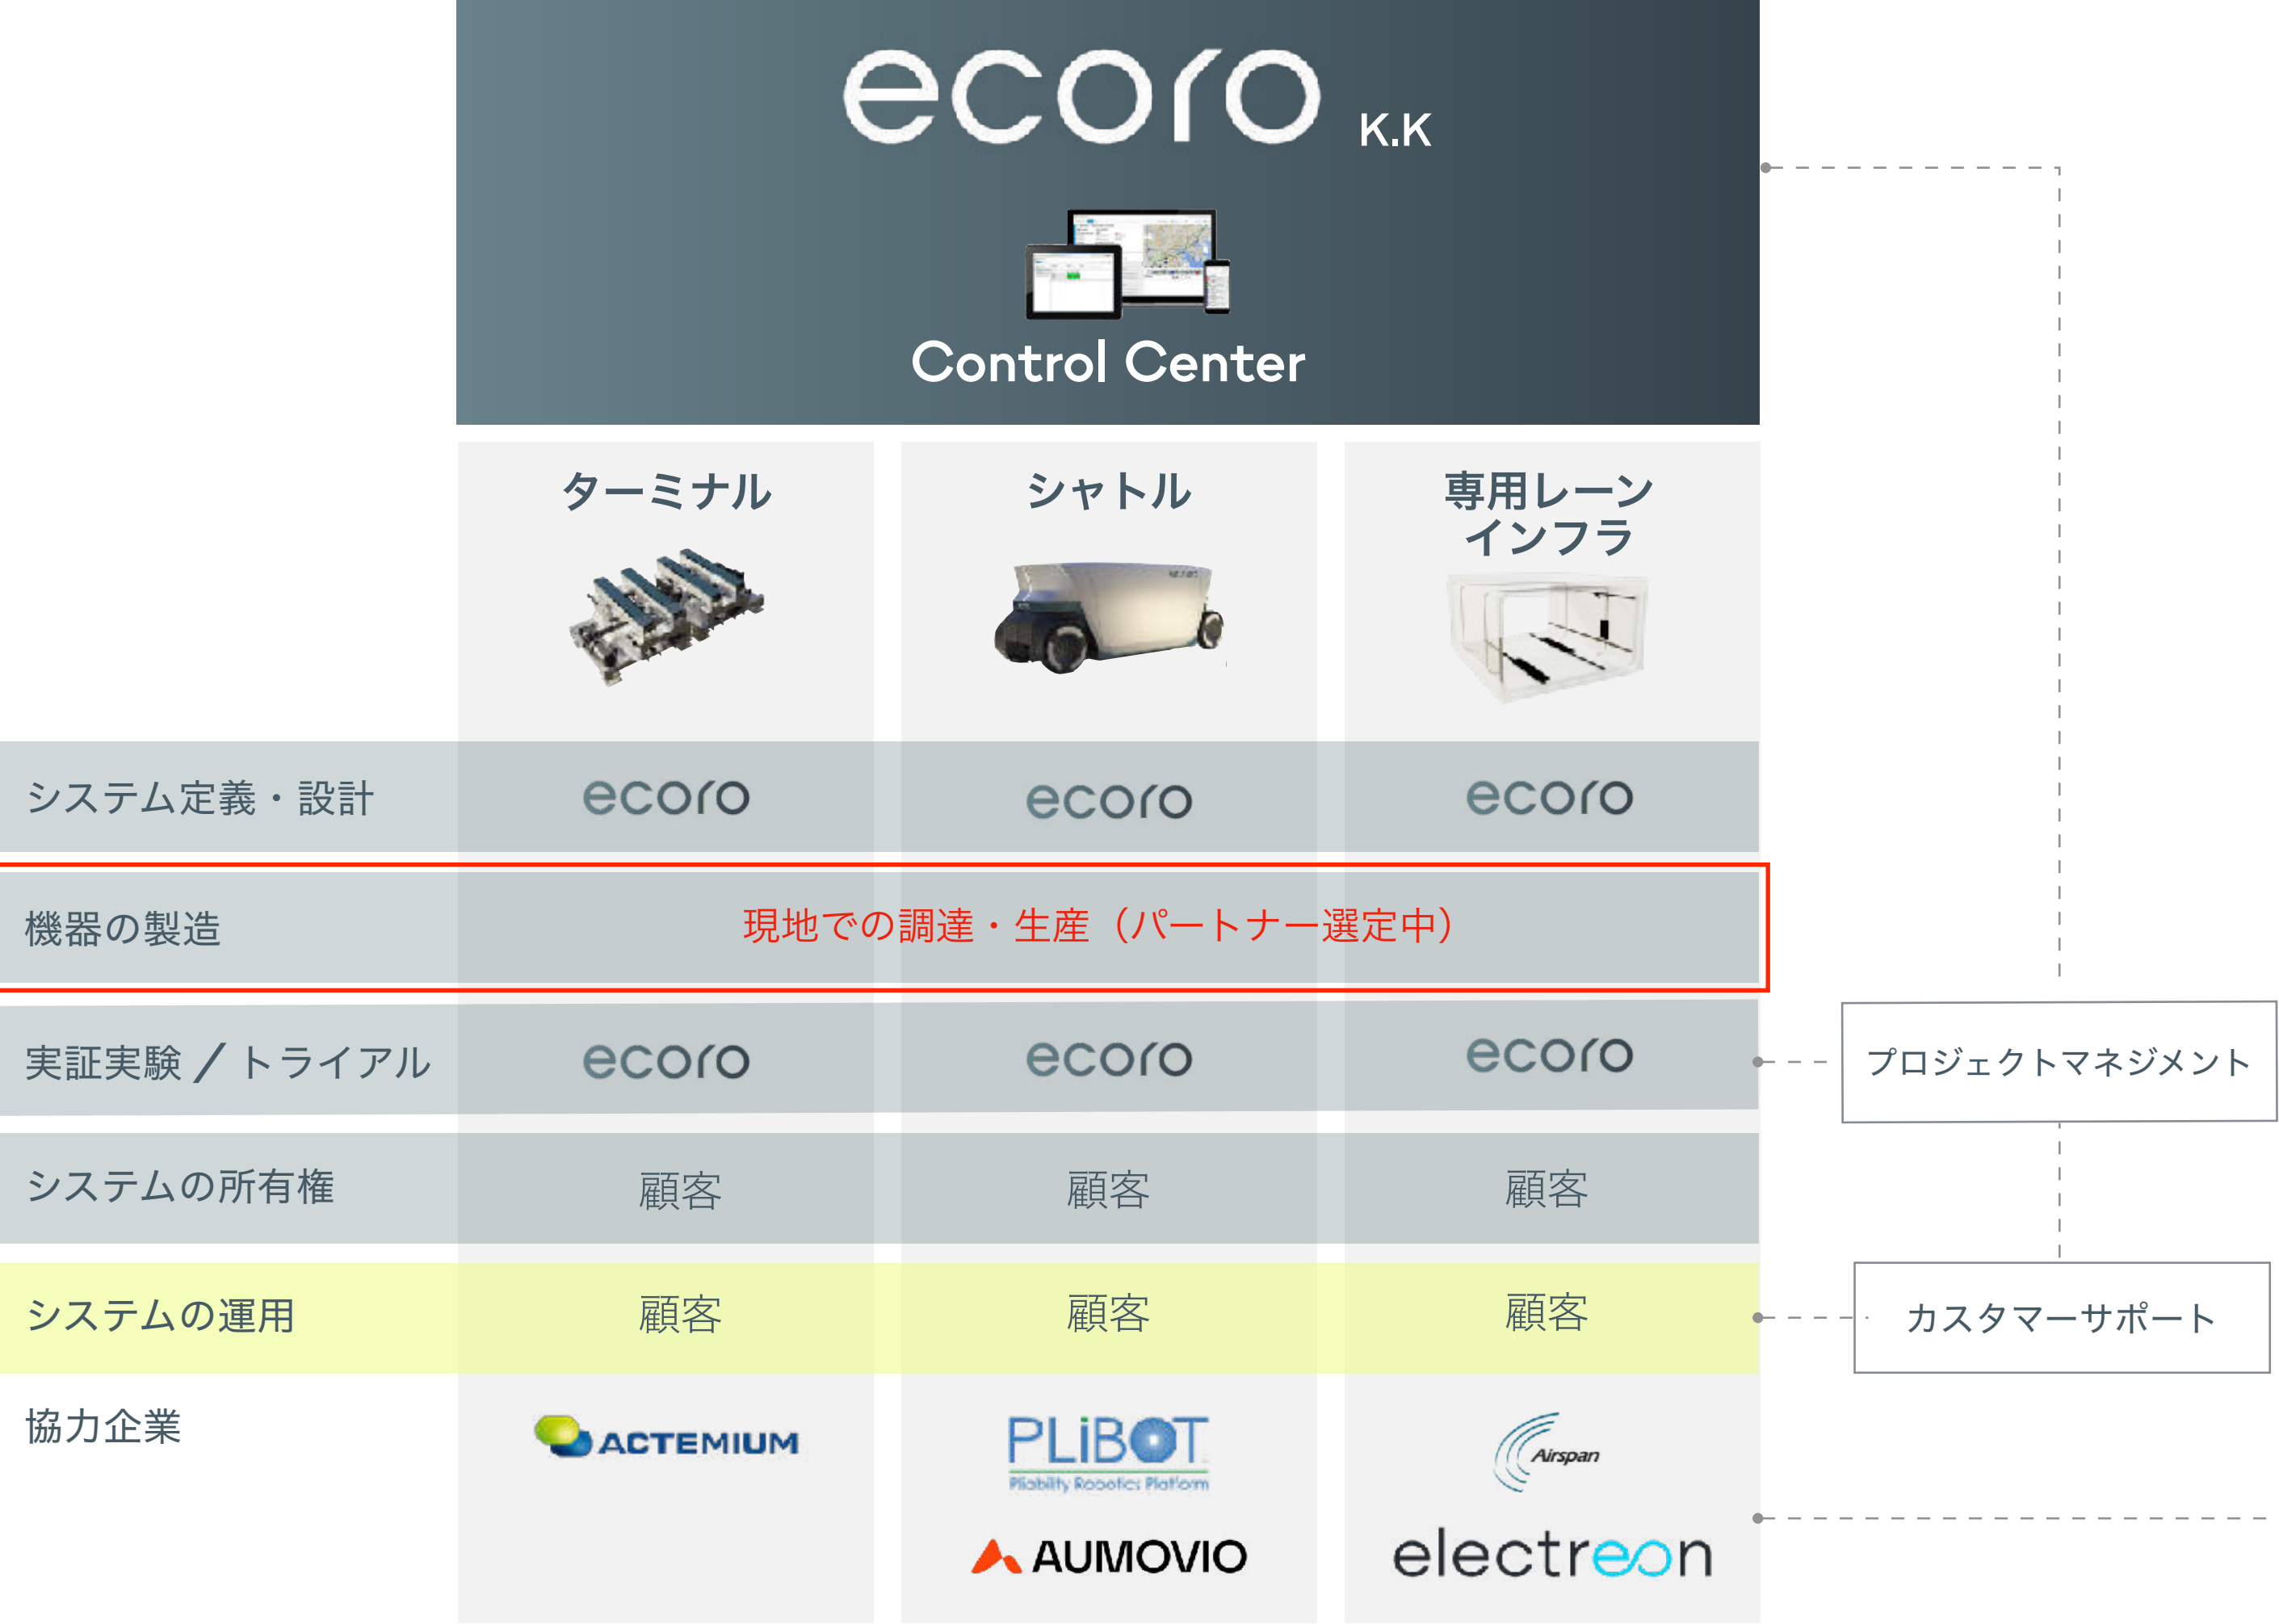 ecoro K.K
Control Center
ターミナル
シャトル
専用レーン
インフラ
システム定義・設計
ecoro
ecoro
ecoro
機器の製造
現地での調達・生産（パートナー選定中）
実証実験／トライアル
ecoro
ecoro
ecoro
プロジェクトマネジメント
システムの所有権
顧客
顧客
顧客
システムの運用
顧客
顧客
顧客
カスタマーサポート
協力企業
ACTEMIUM
PLiBOT
Pliability Robotics Platform
Airspan
AUMOVIO
electreon